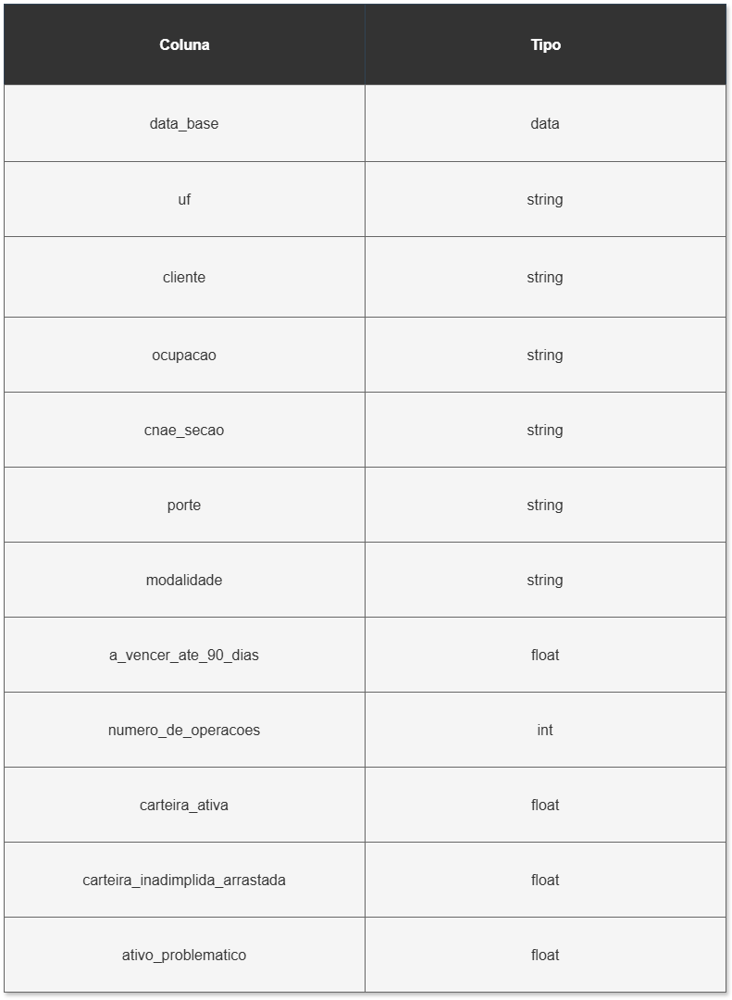 Coluna Tipo
data_base data
uf string
cliente string
ocupacao string
cnae_secao string
porte string
modalidade string
a_vencer_ate_90_dias float
numero_de_operacoes int
carteira_ativa float
carteira_inadimplida_arrastada float
ativo_problematico float